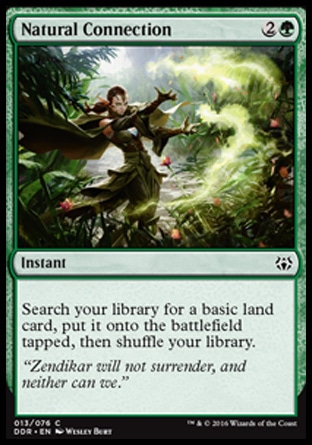 Natural Connection 2
Instant
Search your library for a basic land
card, put it onto the battlefield
tapped, then shuffle your library.
“Zendikar will not surrender, and
neither can we.”
013/076 C
DDR • EN Wesley Burt
™ & © 2016 Wizards of the Coast